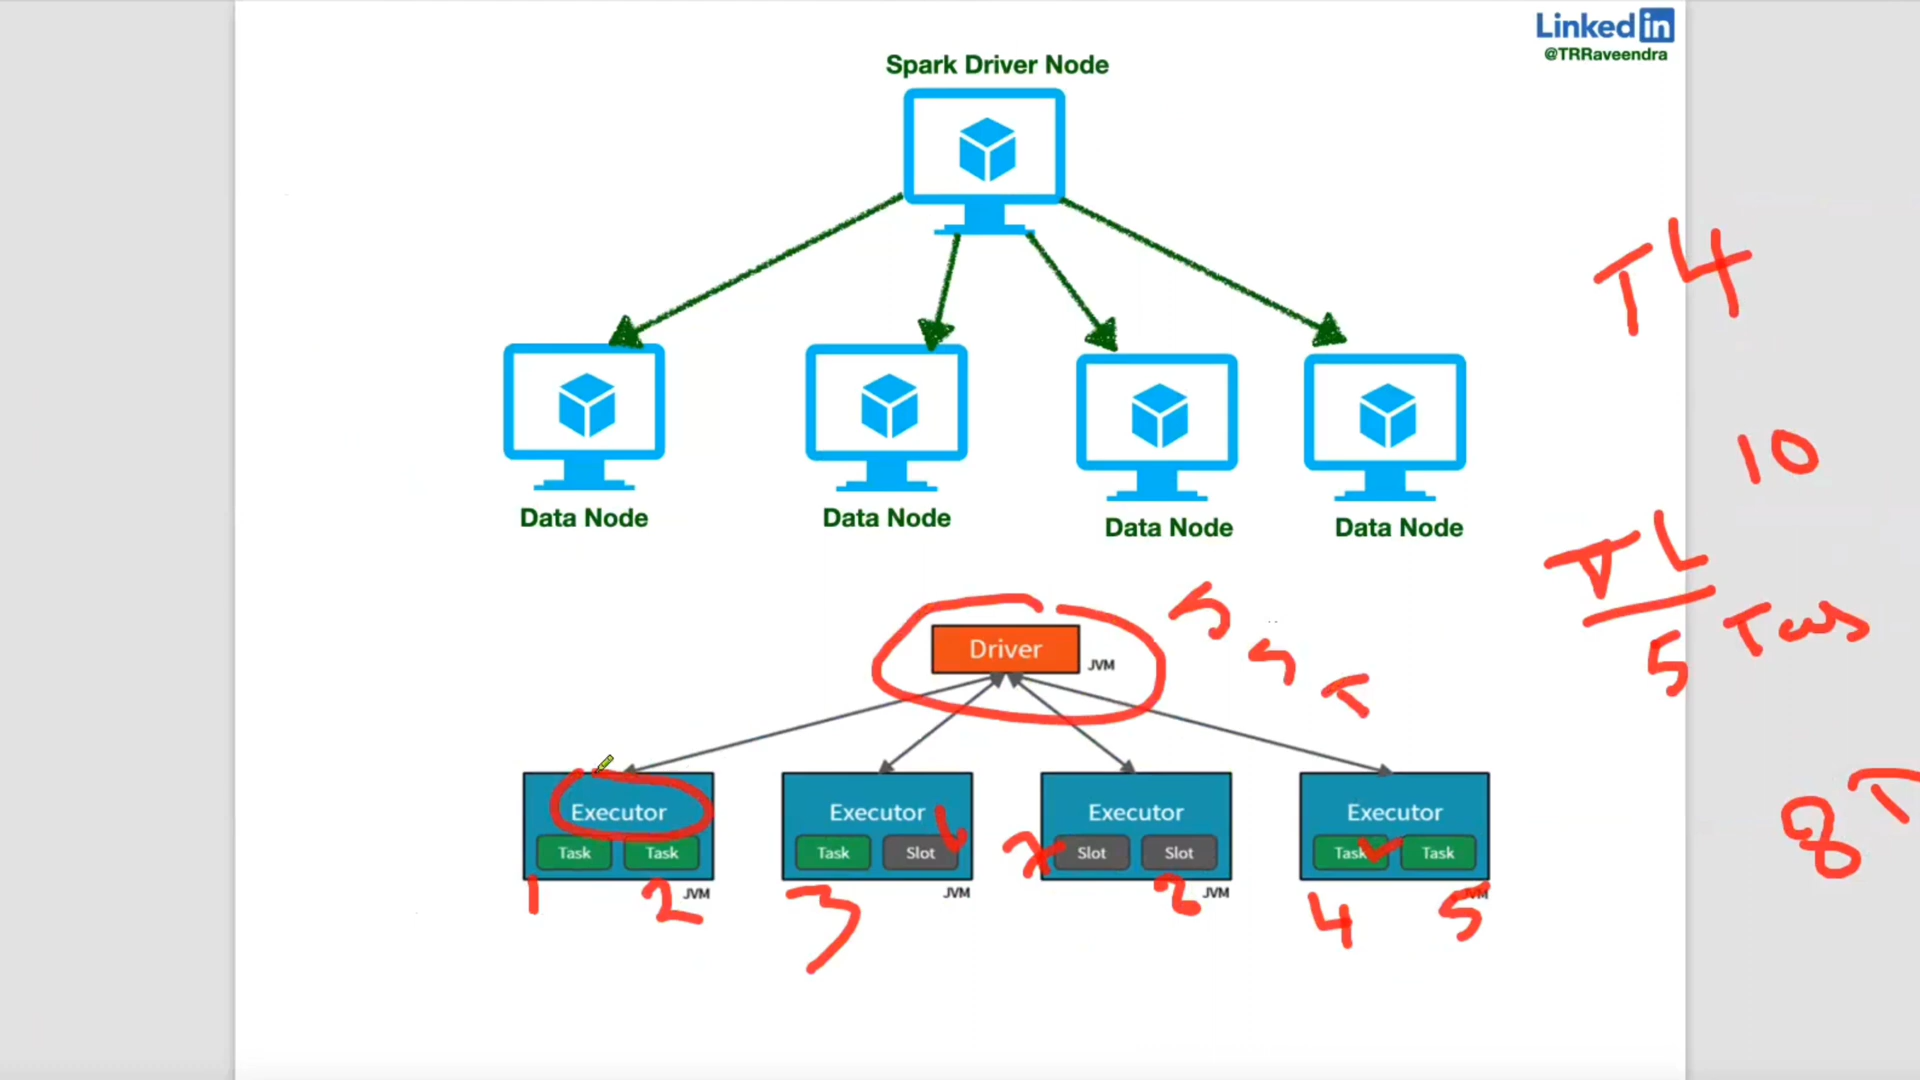 Linked in
@TRRaveendra
Spark Driver Node
T4
10
Data Node
Data Node
Data Node
Data Node
5
Driver
JVM
Executor
Executor
Executor
Executor
8
Task Task
Task Slot
Slot Slot
Task Task
JVM
JVM
JVM
JVM
1 2 3 2 4 5